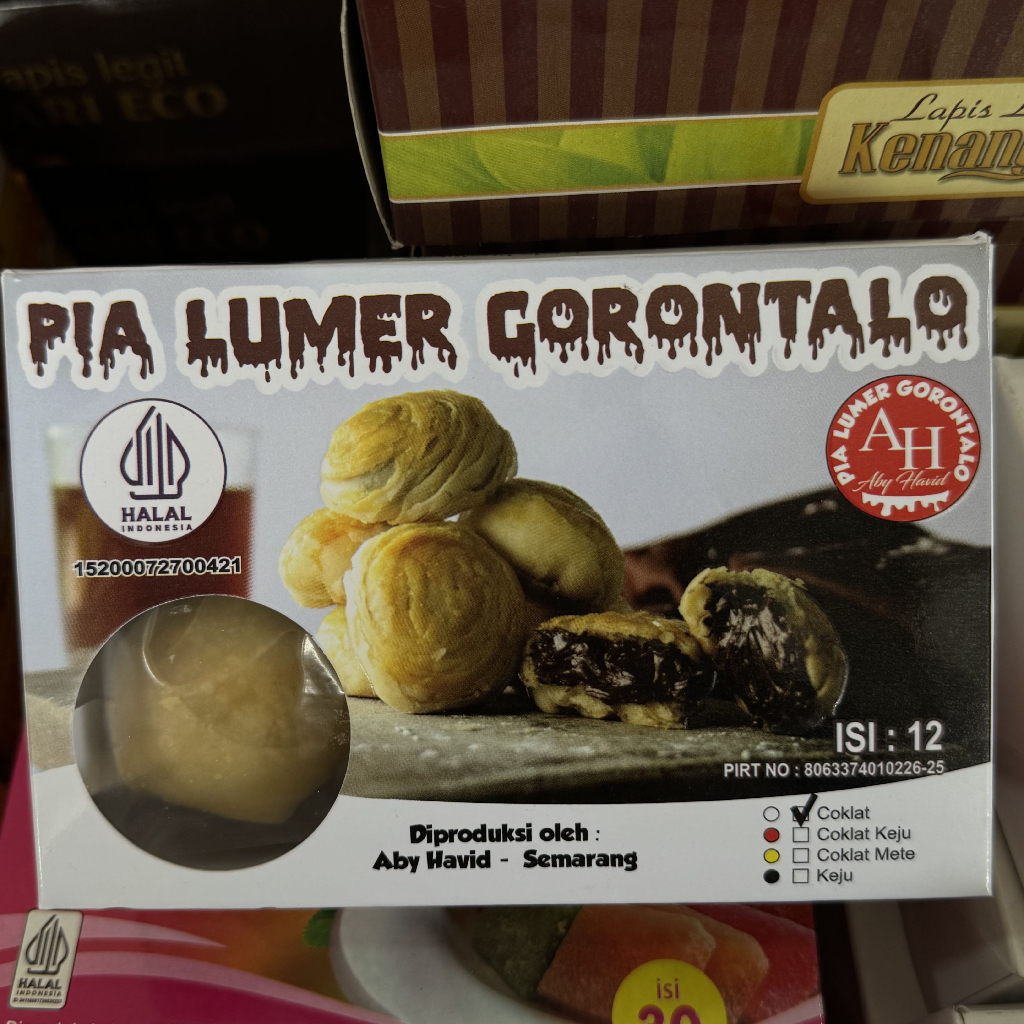 lapis legit
Lapis
PIA LUMER GORONTALO
HALAL
INDONESIA
15200072700421
PIA LUMER GORONTALO
AH
Aby Havid
ISI : 12
PIRT NO : 8063374010226-25
Diproduksi oleh :
Aby Havid - Semarang
Coklat
Coklat Keju
Coklat Mete
Keju
HALAL
INDONESIA
isi